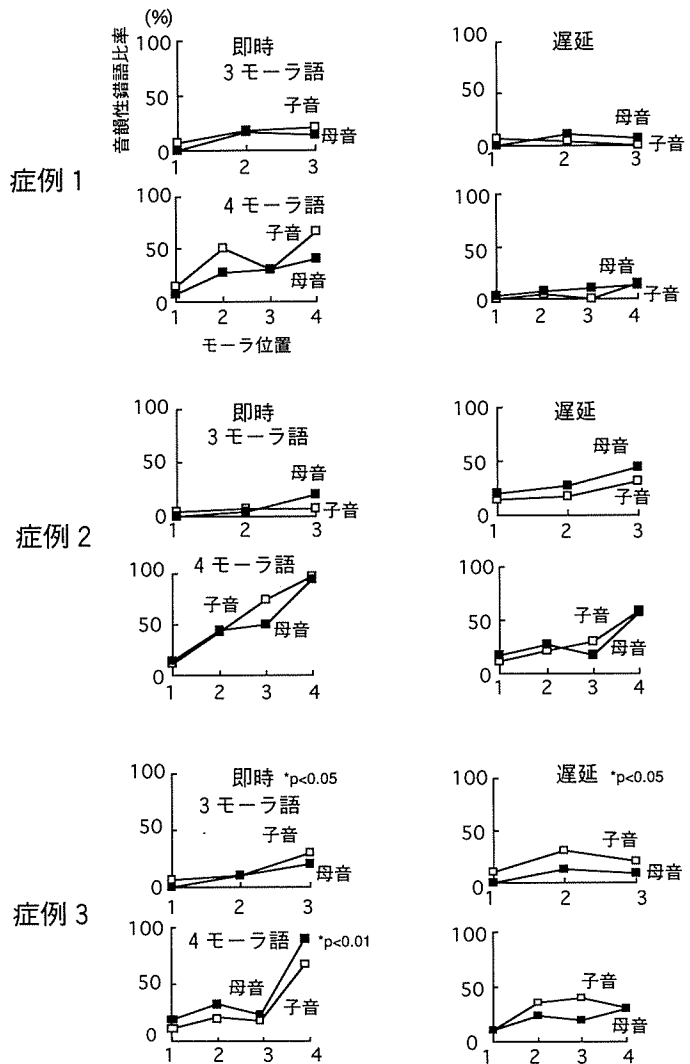 (%)
音韻性錯語比率
症例 1
即時
3 モーラ語
100
50
0
子音
母音
1 2 3
遅延
100
50
0
母音
子音
1 2 3
4 モーラ語
100
50
0
子音
母音
1 2 3 4
モーラ位置
100
50
0
母音
子音
1 2 3 4
症例 2
即時
3 モーラ語
100
50
0
母音
子音
1 2 3
遅延
100
50
0
母音
子音
1 2 3
4 モーラ語
100
50
0
子音
母音
1 2 3 4
100
50
0
子音
母音
1 2 3 4
症例 3
即時 *p<0.05
3 モーラ語
100
50
0
子音
母音
1 2 3
遅延 *p<0.05
100
50
0
子音
母音
1 2 3
4 モーラ語 *p<0.01
100
50
0
母音
子音
1 2 3 4
100
50
0
子音
母音
1 2 3 4